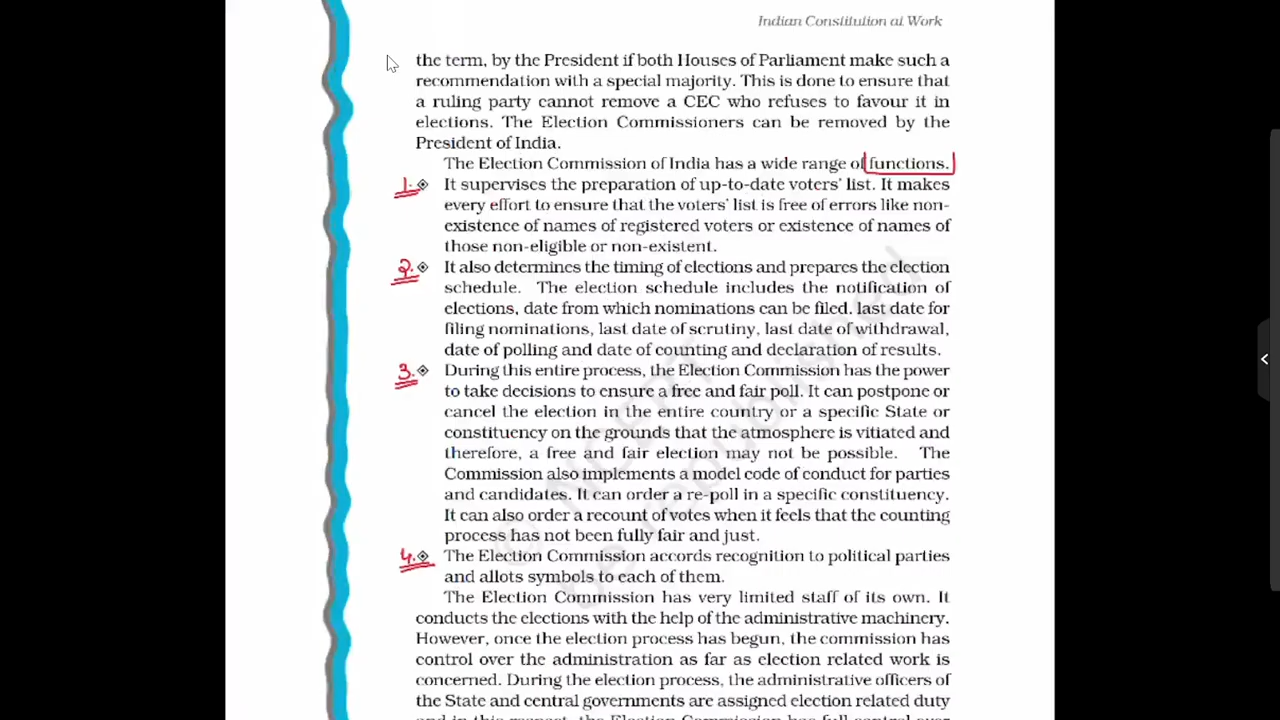 Indian Constitution at Work
the term, by the President if both Houses of Parliament make such a
recommendation with a special majority. This is done to ensure that
a ruling party cannot remove a CEC who refuses to favour it in
elections. The Election Commissioners can be removed by the
President of India.
The Election Commission of India has a wide range of functions.
1. ❖ It supervises the preparation of up-to-date voters' list. It makes
every effort to ensure that the voters' list is free of errors like non-
existence of names of registered voters or existence of names of
those non-eligible or non-existent.
2. ❖ It also determines the timing of elections and prepares the election
schedule. The election schedule includes the notification of
elections, date from which nominations can be filed, last date for
filing nominations, last date of scrutiny, last date of withdrawal,
date of polling and date of counting and declaration of results.
3. ❖ During this entire process, the Election Commission has the power
to take decisions to ensure a free and fair poll. It can postpone or
cancel the election in the entire country or a specific State or
constituency on the grounds that the atmosphere is vitiated and
therefore, a free and fair election may not be possible. The
Commission also implements a model code of conduct for parties
and candidates. It can order a re-poll in a specific constituency.
It can also order a recount of votes when it feels that the counting
process has not been fully fair and just.
4. ❖ The Election Commission accords recognition to political parties
and allots symbols to each of them.
The Election Commission has very limited staff of its own. It
conducts the elections with the help of the administrative machinery.
However, once the election process has begun, the commission has
control over the administration as far as election related work is
concerned. During the election process, the administrative officers of
the State and central governments are assigned election related duty
and in this respect, the Election Commission has full control over
© NCERT
republished